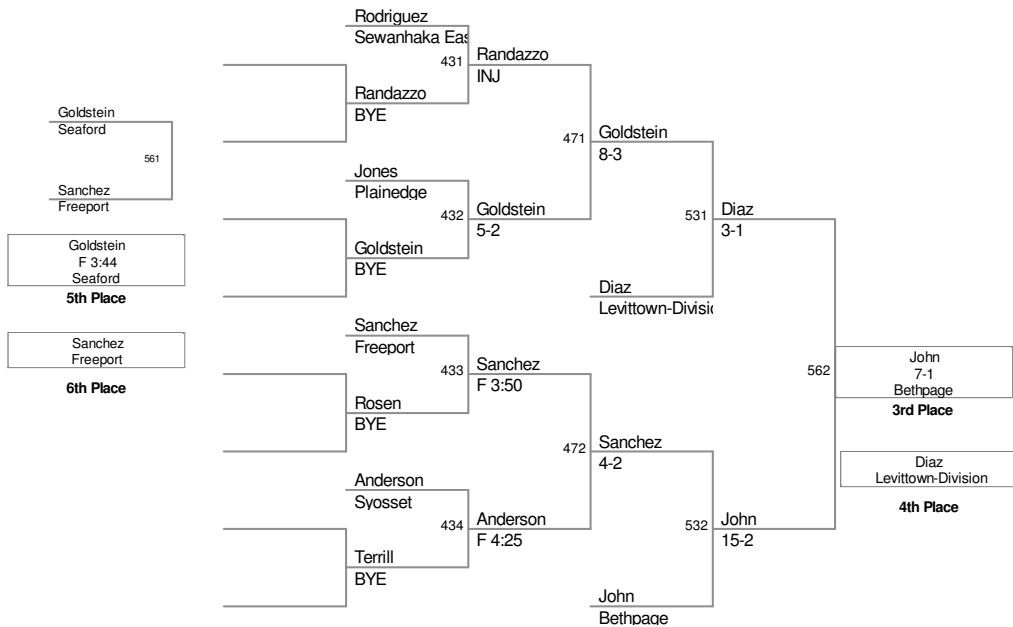 Rodriguez
Sewanhaka Eas
431
Randazzo
INJ
Randazzo
BYE
Goldstein
Seaford
561
Sanchez
Freeport
471
Goldstein
8-3
Jones
Plainedge
432
Goldstein
5-2
Goldstein
BYE
531
Diaz
3-1
Diaz
Levittown-Divisio
Goldstein
F 3:44
Seaford
5th Place
Sanchez
Freeport
6th Place
Sanchez
Freeport
433
Sanchez
F 3:50
Rosen
BYE
472
Sanchez
4-2
Anderson
Syosset
434
Anderson
F 4:25
Terrill
BYE
532
John
15-2
John
Bethpage
562
John
7-1
Bethpage
3rd Place
Diaz
Levittown-Division
4th Place